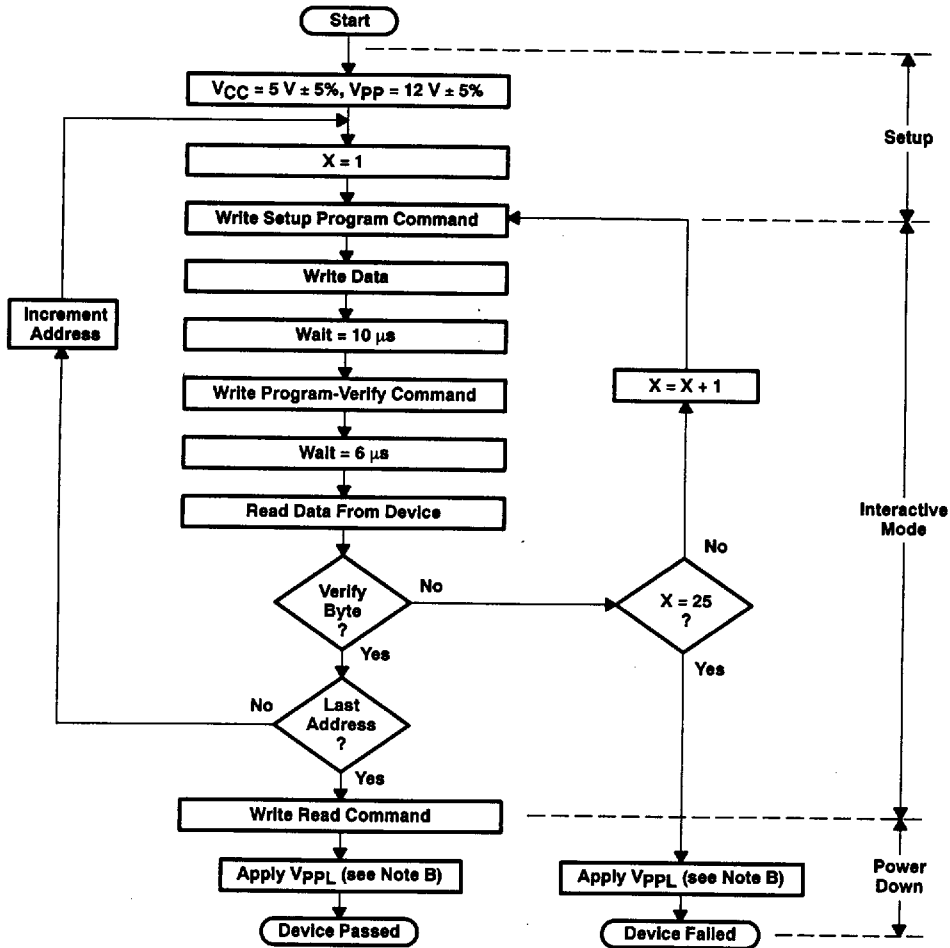 Start
VCC = 5 V ± 5%, VPP = 12 V ± 5%
Setup
X = 1
Write Setup Program Command
Write Data
Increment
Address
Wait = 10 μs
X = X + 1
Write Program-Verify Command
Wait = 6 μs
Read Data From Device
Interactive
Mode
No
Verify
Byte
?
No
X = 25
?
Yes
Yes
No
Last
Address
?
Yes
Write Read Command
Apply VPPL (see Note B)
Apply VPPL (see Note B)
Power
Down
Device Passed
Device Failed